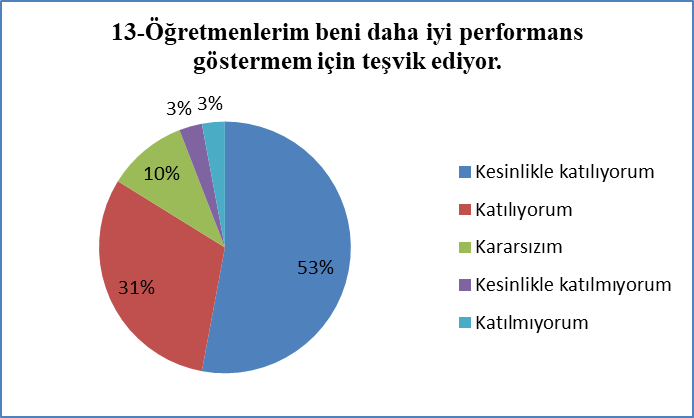 13-Öğretmenlerim beni daha iyi performans
göstermem için teşvik ediyor.
3%
3%
10%
53%
31%
Kesinlikle katılıyorum
Katılıyorum
Kararsızım
Kesinlikle katılmıyorum
Katılmıyorum